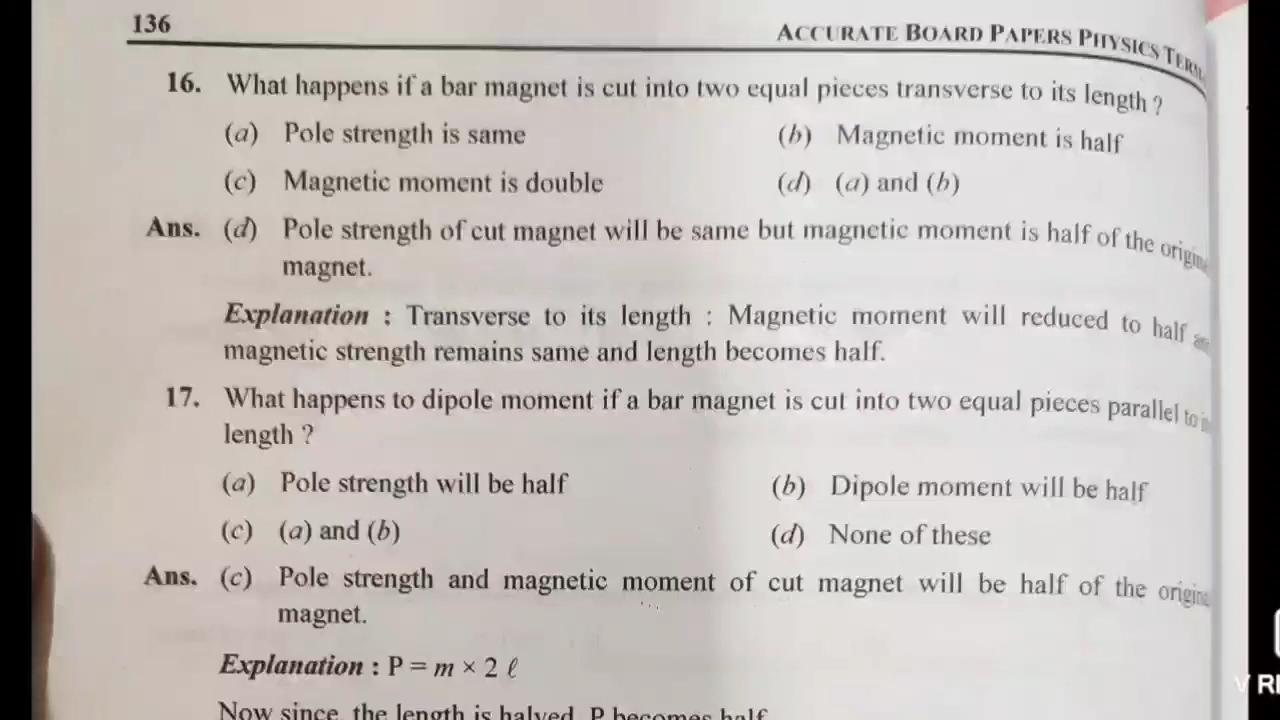 136
ACCURATE BOARD PAPERS PHYSICS TERM
16. What happens if a bar magnet is cut into two equal pieces transverse to its length ?
(a) Pole strength is same (b) Magnetic moment is half
(c) Magnetic moment is double (d) (a) and (b)
Ans. (d) Pole strength of cut magnet will be same but magnetic moment is half of the
magnet.
Explanation : Transverse to its length : Magnetic moment will reduced to half
magnetic strength remains same and length becomes half.
17. What happens to dipole moment if a bar magnet is cut into two equal pieces parallel to
length ?
(a) Pole strength will be half (b) Dipole moment will be half
(c) (a) and (b) (d) None of these
Ans. (c) Pole strength and magnetic moment of cut magnet will be half of the
magnet.
Explanation : P = m × 2 ℓ
Now since, the length is halved, P becomes half